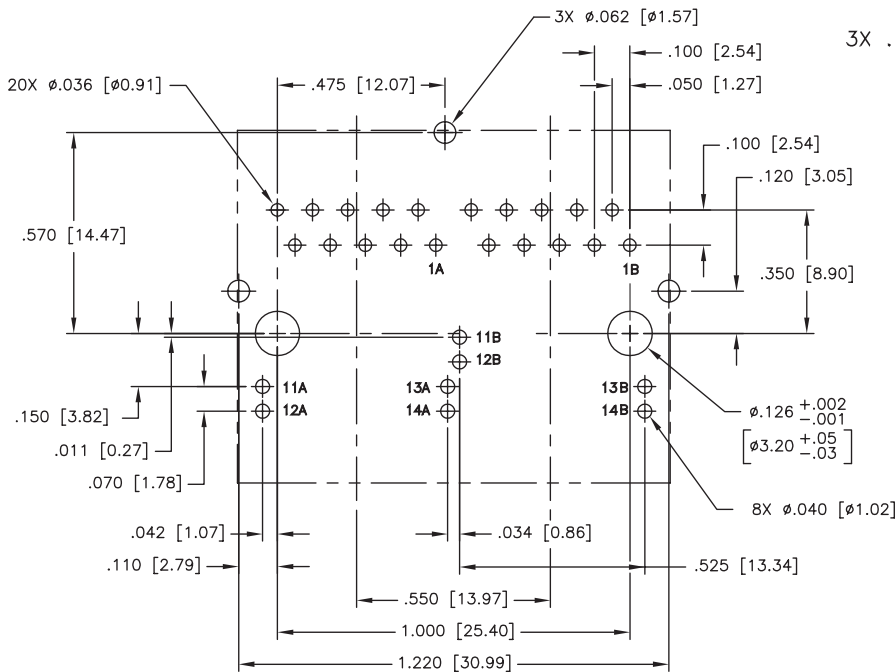 3X ø.062 [ø1.57]
3X .
.100 [2.54]
20X ø.036 [ø0.91]
.475 [12.07]
.050 [1.27]
.100 [2.54]
.120 [3.05]
.570 [14.47]
1A
1B
.350 [8.90]
11B
12B
11A
13A
13B
12A
14A
14B
.150 [3.82]
ø.126 +.002
-.001
[ø3.20 +.05
-.03]
.011 [0.27]
.070 [1.78]
8X ø.040 [ø1.02]
.042 [1.07]
.034 [0.86]
.110 [2.79]
.525 [13.34]
.550 [13.97]
1.000 [25.40]
1.220 [30.99]